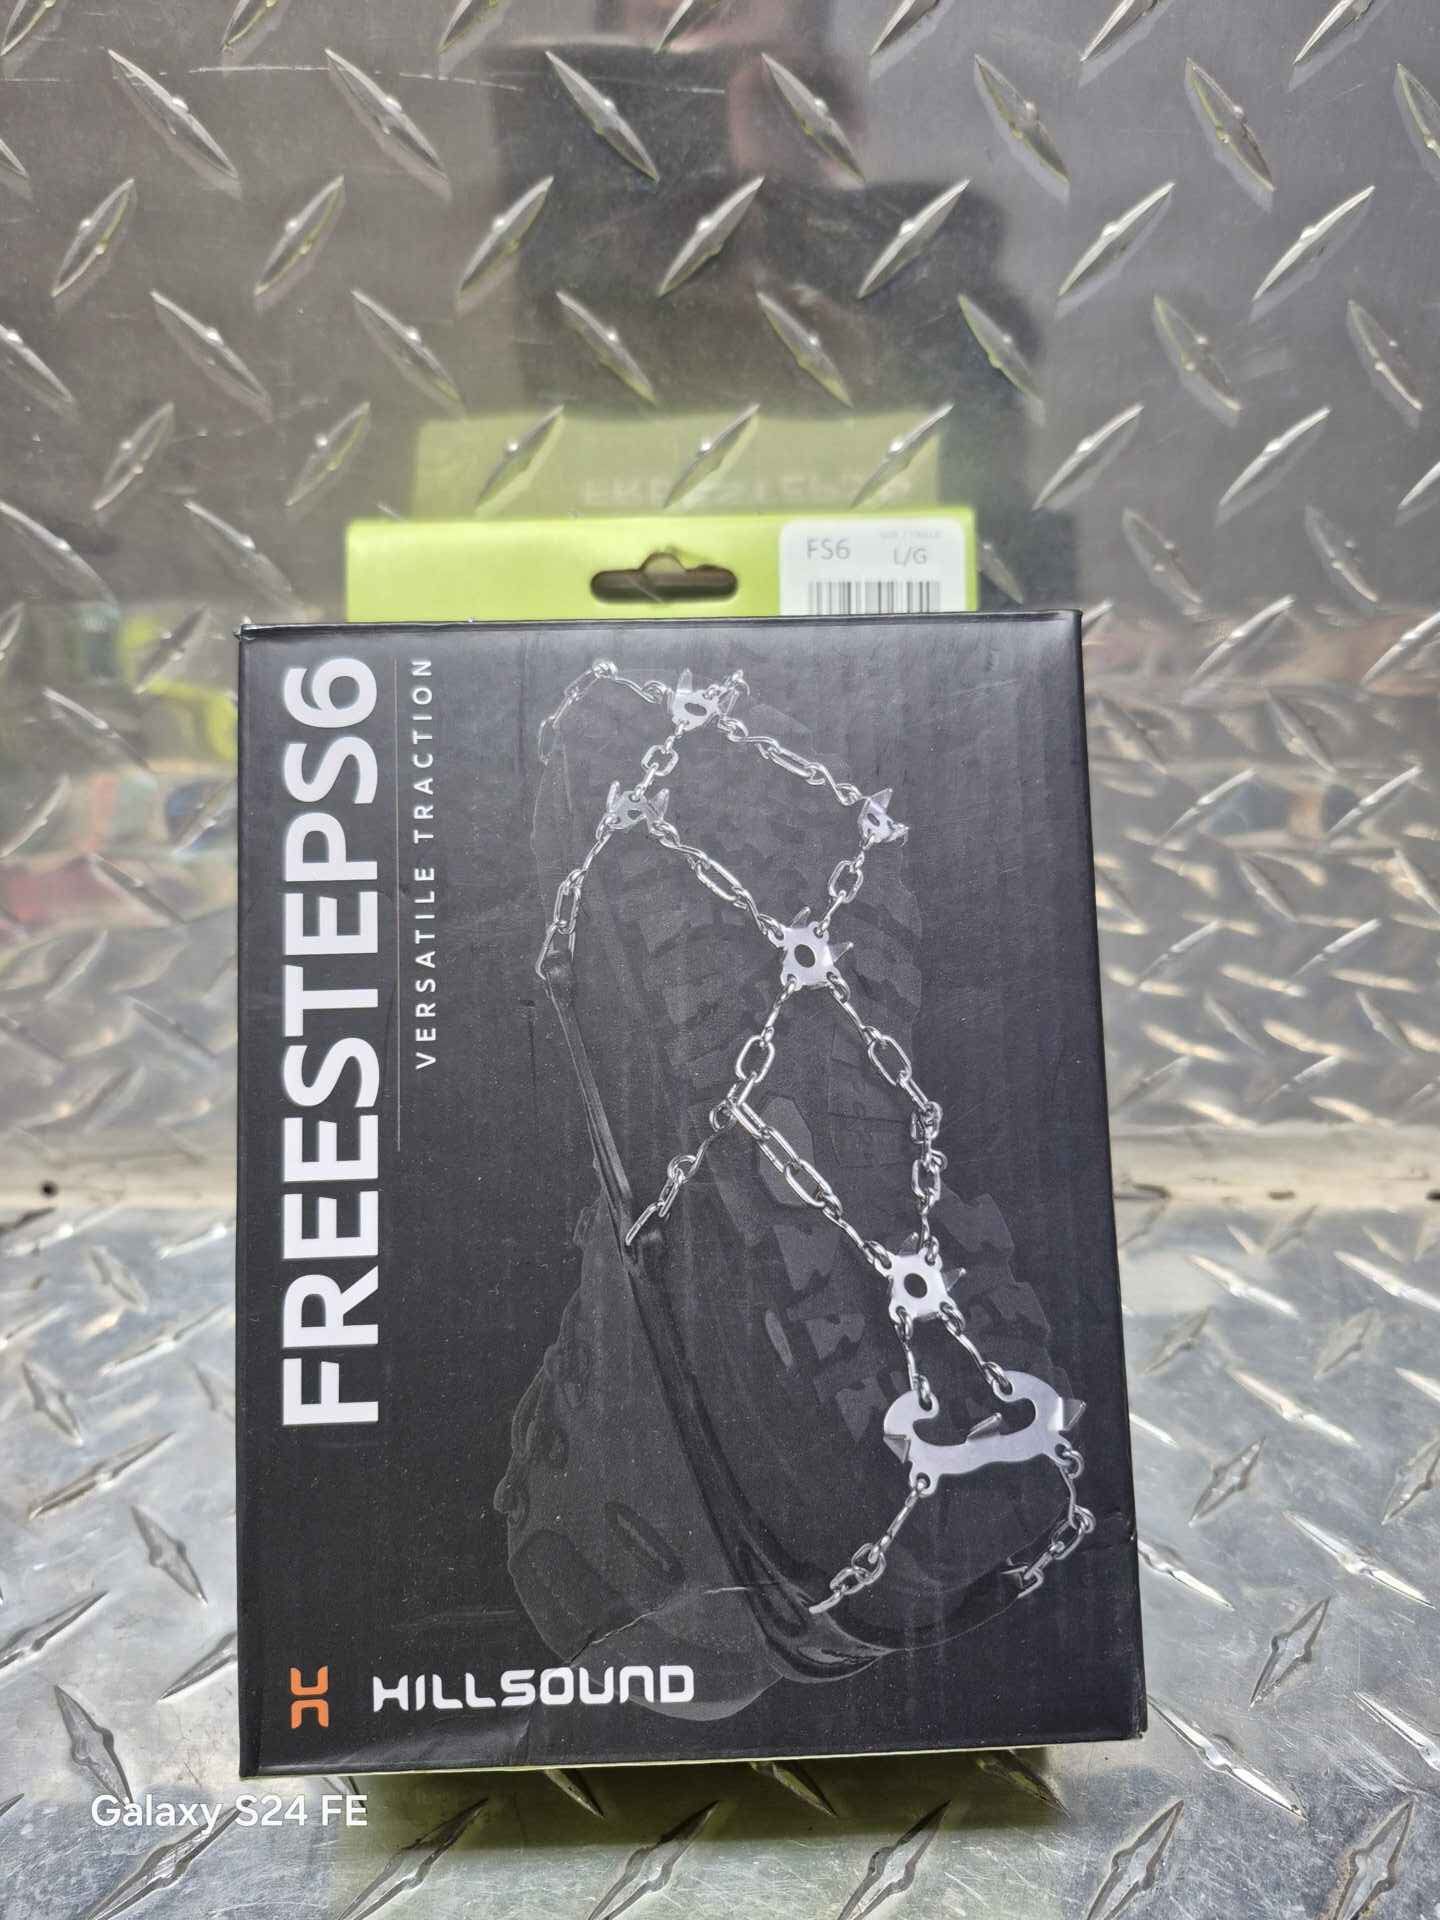 FS6
L/G
FREESTEPS6
VERSATILE TRACTION
HILLSOUND
Galaxy S24 FE